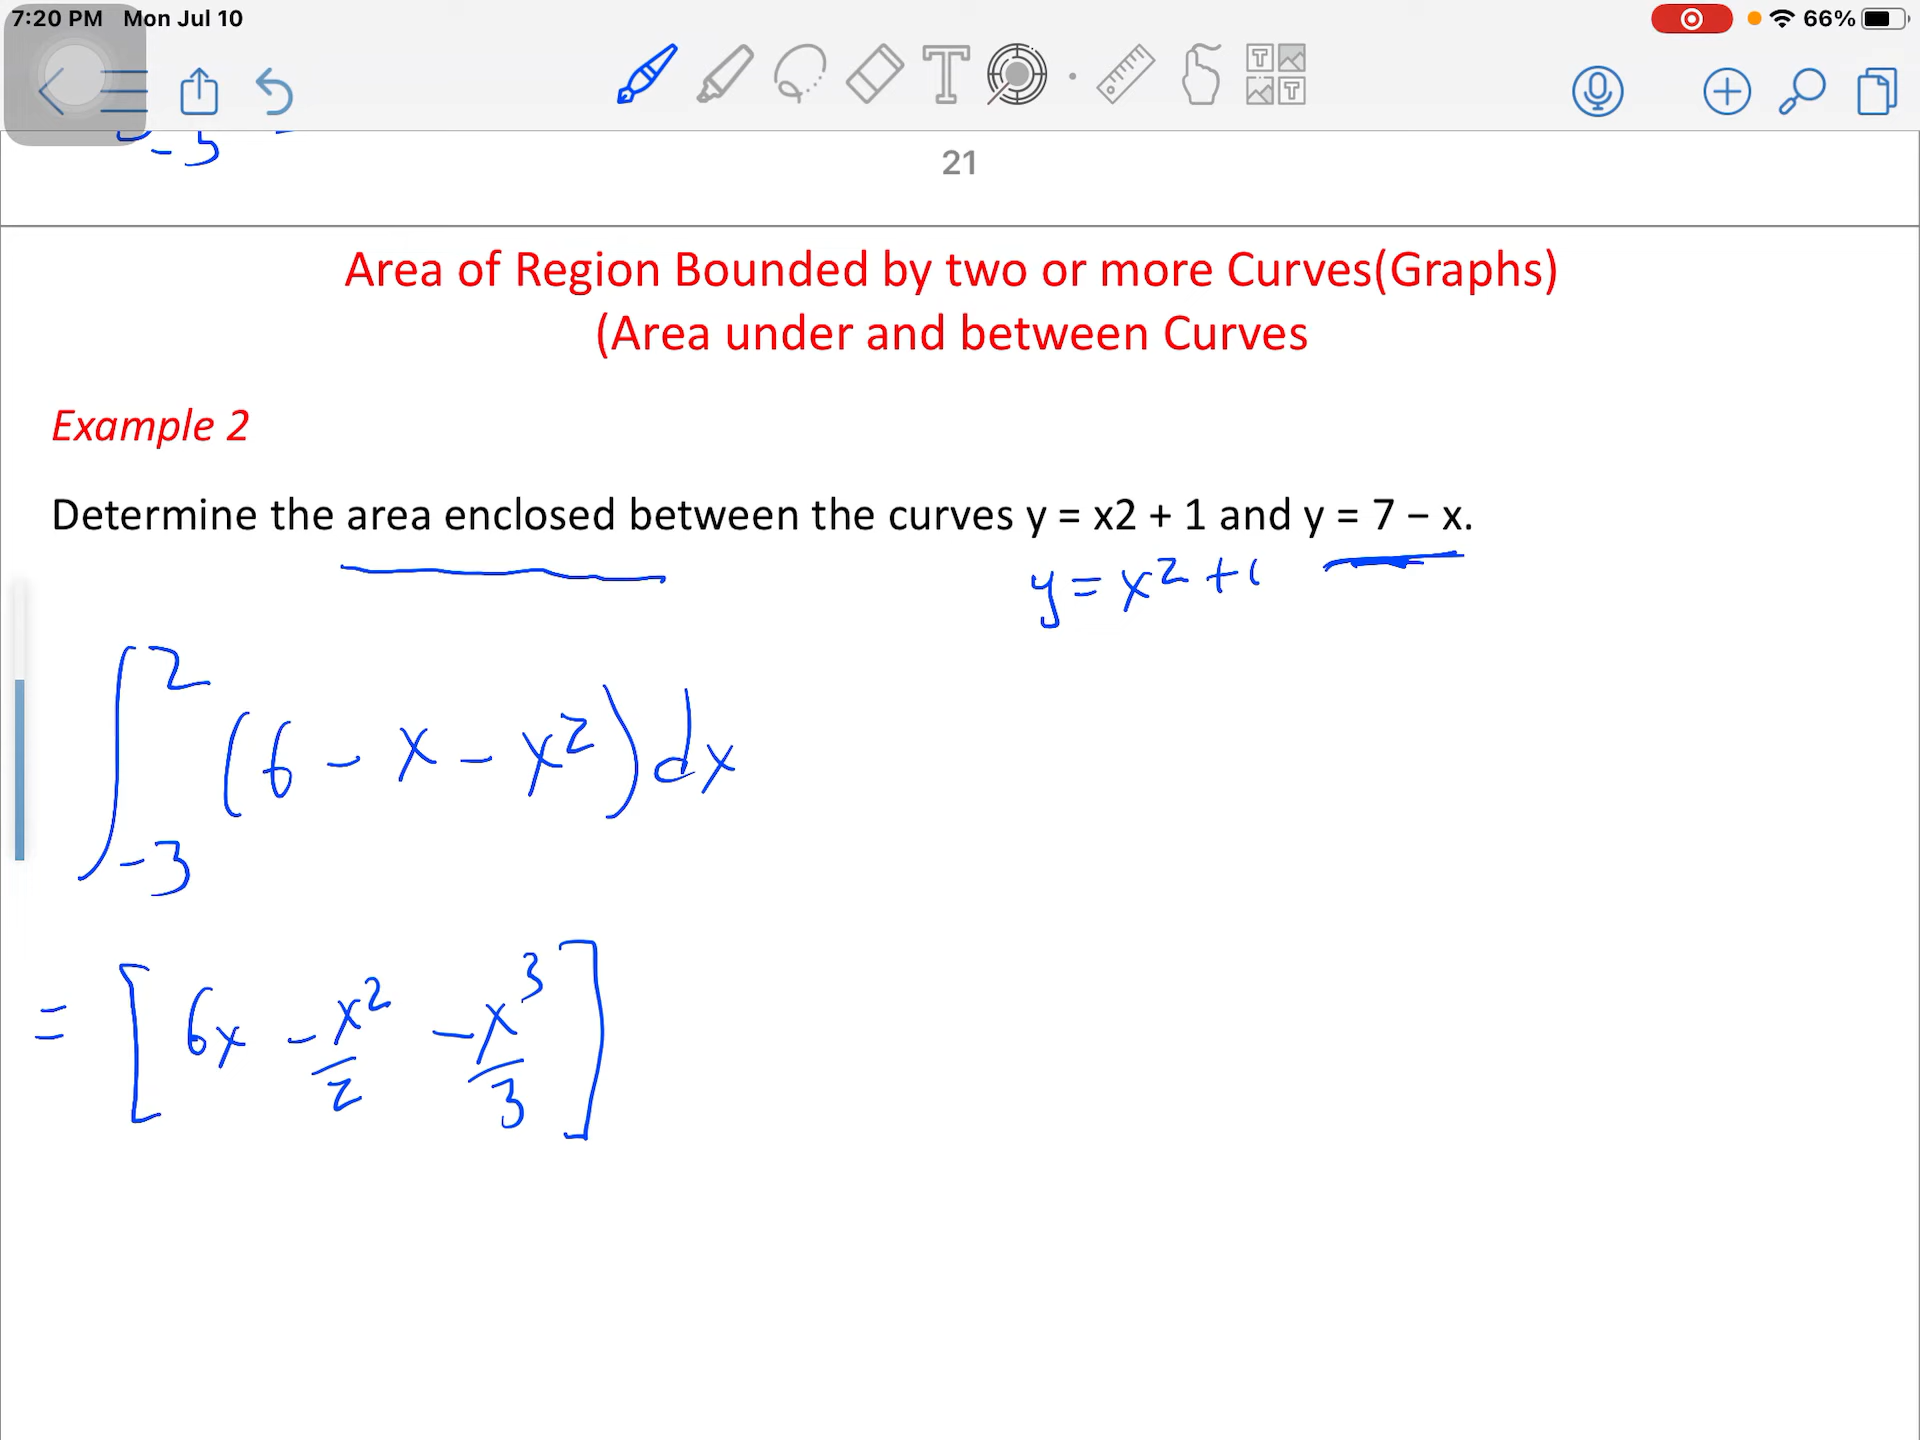 7:20 PM Mon Jul 10 66%
-3
21
Area of Region Bounded by two or more Curves(Graphs)
(Area under and between Curves
Example 2
Determine the area enclosed between the curves y = x2 + 1 and y = 7 – x.
y = x² + 1
∫₋₃² (6 - x - x²) dx
= [6x - x²/2 - x³/3]